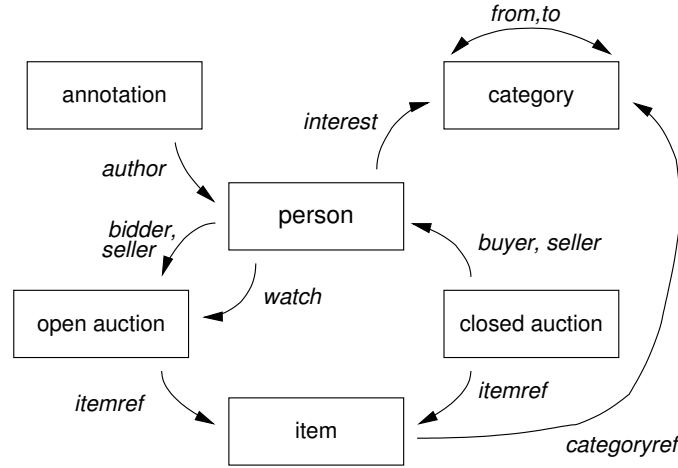 from,to
annotation
category
interest
author
person
bidder,
seller
buyer, seller
watch
open auction
closed auction
itemref
itemref
item
categoryref